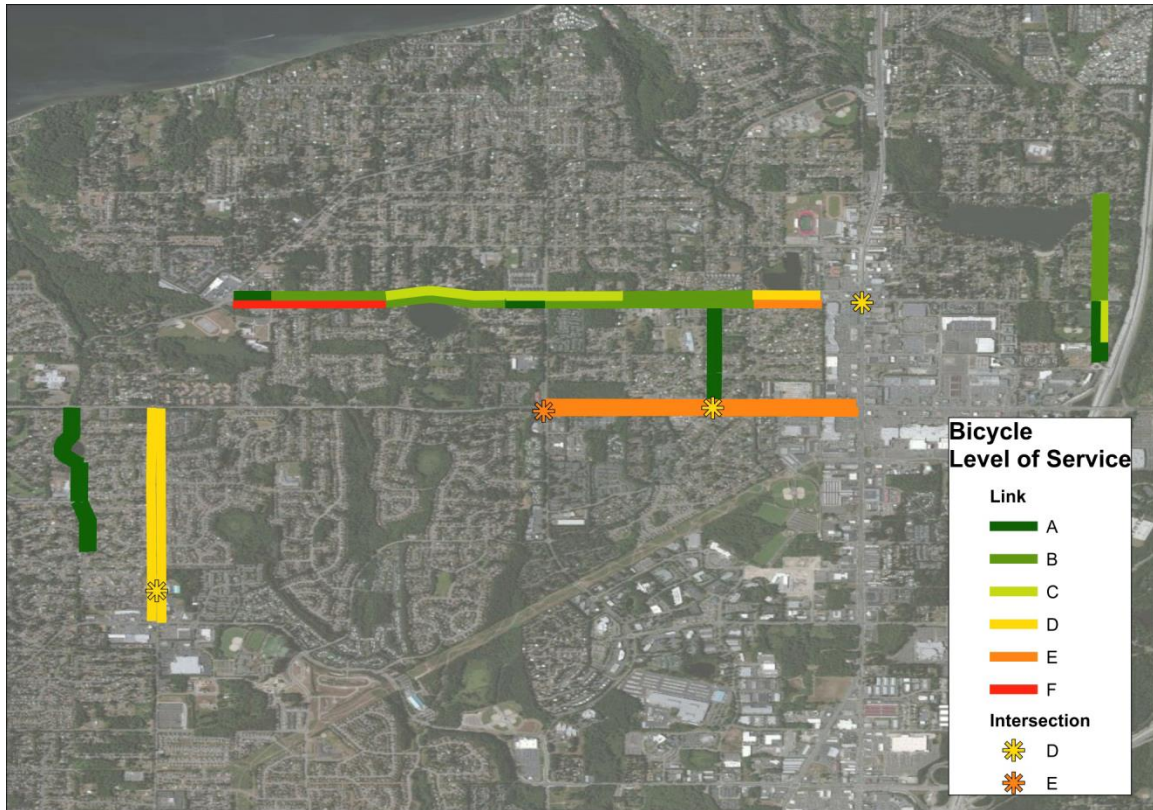 Bicycle
Level of Service
Link
A
B
C
D
E
F
Intersection
D
E